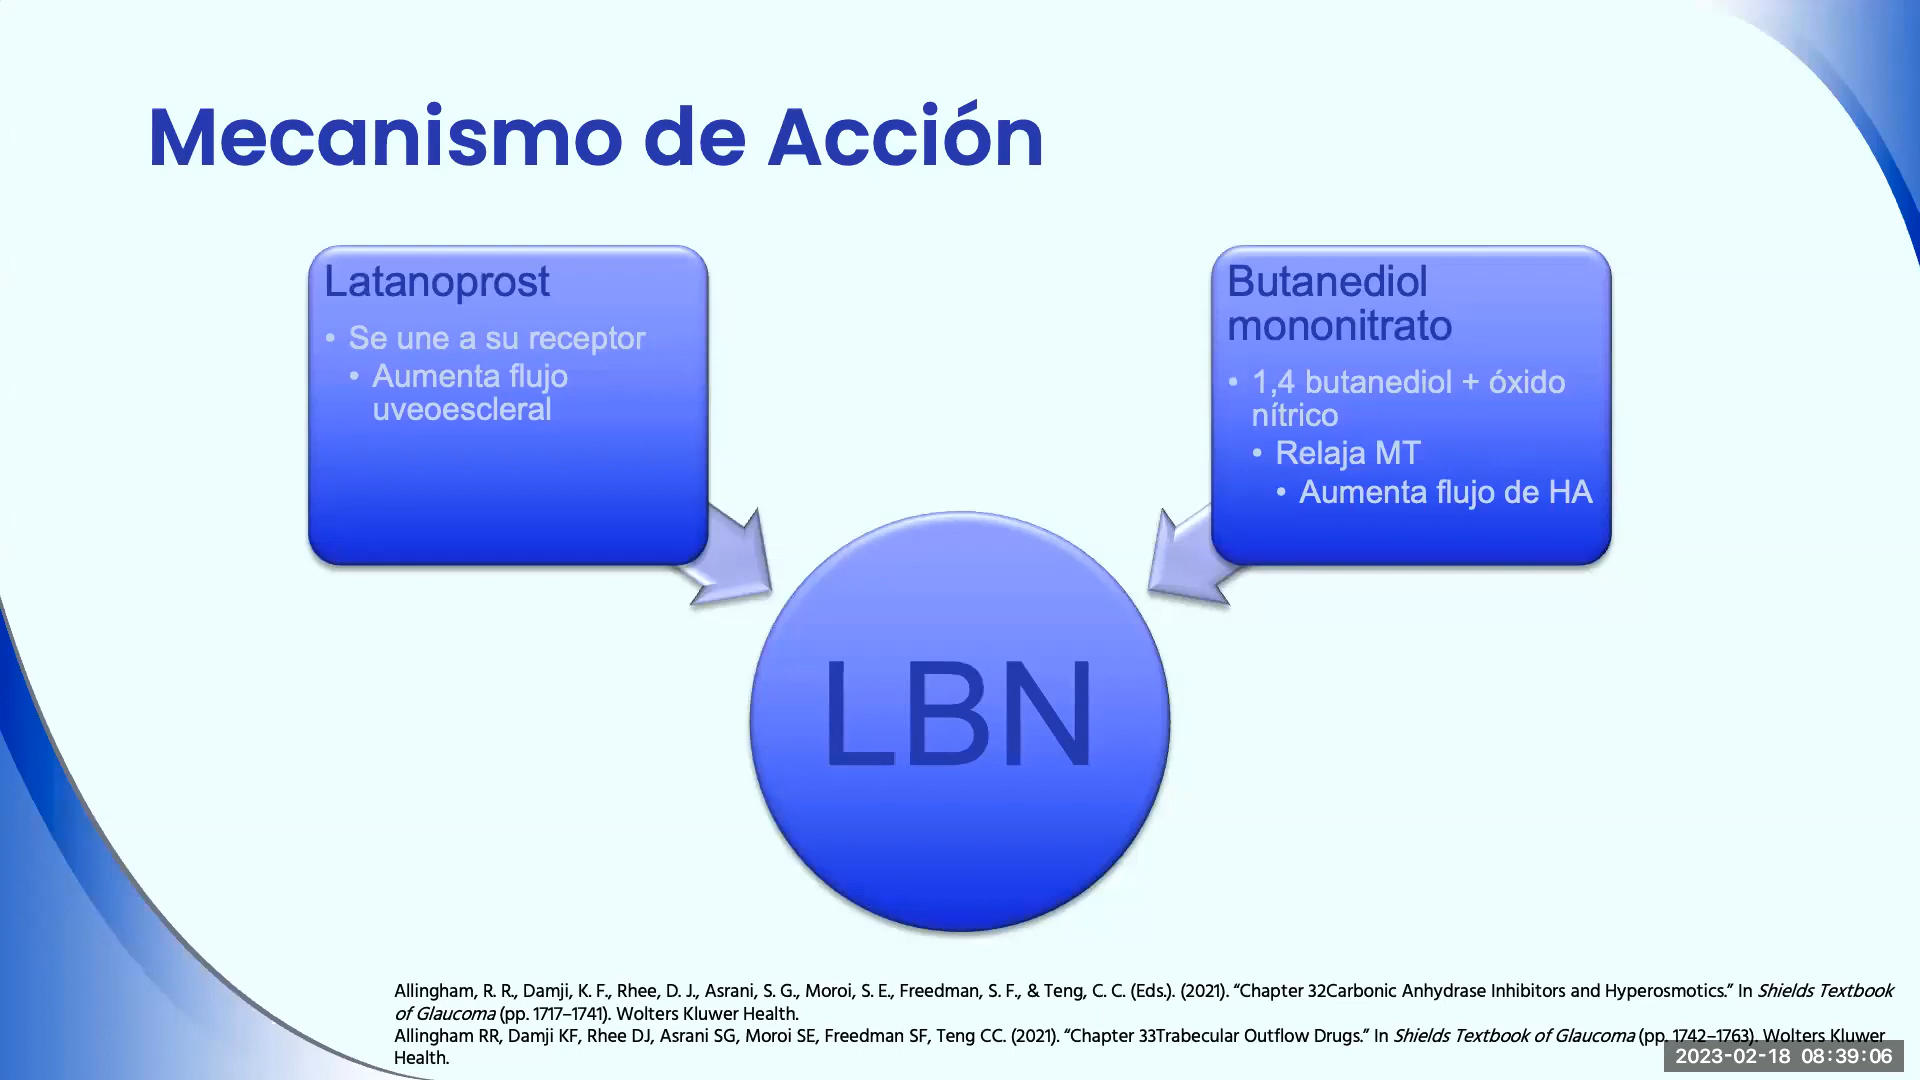 Mecanismo de Acción
Latanoprost
• Se une a su receptor
• Aumenta flujo
uveoescleral
Butanediol
mononitrato
• 1,4 butanediol + óxido
nítrico
• Relaja MT
• Aumenta flujo de HA
LBN
Allingham, R. R., Damji, K. F., Rhee, D. J., Asrani, S. G., Moroi, S. E., Freedman, S. F., & Teng, C. C. (Eds.). (2021). “Chapter 32Carbonic Anhydrase Inhibitors and Hyperosmotics.” In Shields Textbook
of Glaucoma (pp. 1717–1741). Wolters Kluwer Health.
Allingham RR, Damji KF, Rhee DJ, Asrani SG, Moroi SE, Freedman SF, Teng CC. (2021). “Chapter 33Trabecular Outflow Drugs.” In Shields Textbook of Glaucoma (pp. 1742–1763). Wolters Kluwer
Health.
2023-02-18 08:39:06